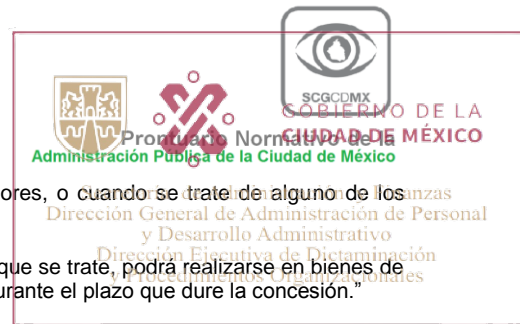 SCGCDMX
GOBIERNO DE LA
CIUDAD DE MÉXICO
Prontuario Normativo de la
Administración Pública de la Ciudad de México
ores, o cuando se trate de alguno de los
Secretaría de Administración y Finanzas
Dirección General de Administración de Personal
y Desarrollo Administrativo
Dirección Ejecutiva de Dictaminación
que se trate, podrá realizarse en bienes de
y Procedimientos Organizacionales
urante el plazo que dure la concesión.”